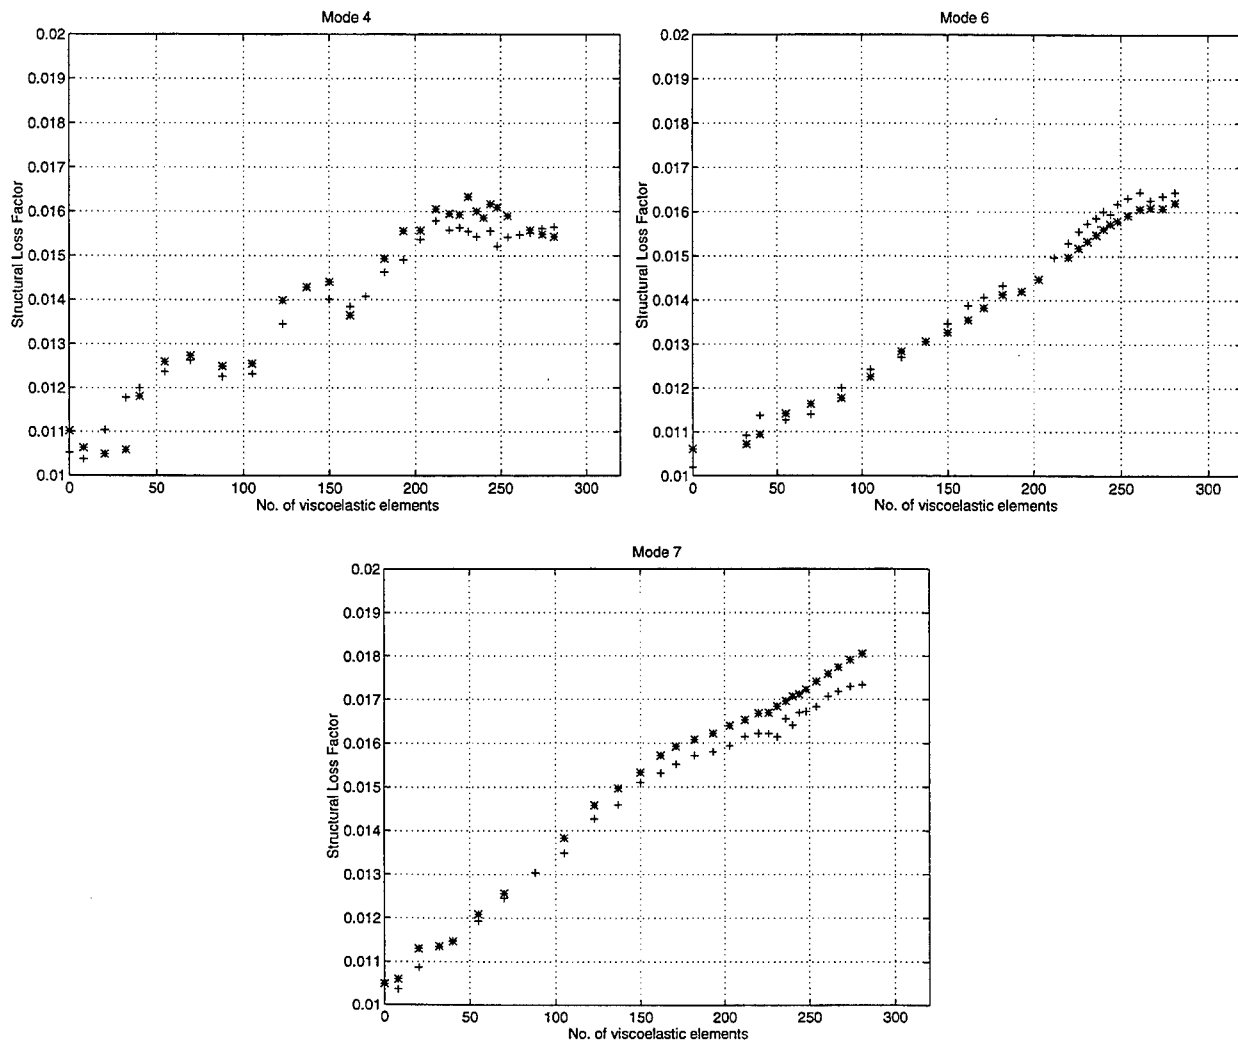 Mode 4
0.02
0.019
0.018
0.017
0.016
0.015
0.014
0.013
0.012
0.011
0.01
Structural Loss Factor
0 50 100 150 200 250 300
No. of viscoelastic elements
Mode 6
0.02
0.019
0.018
0.017
0.016
0.015
0.014
0.013
0.012
0.011
0.01
Structural Loss Factor
0 50 100 150 200 250 300
No. of viscoelastic elements
Mode 7
0.02
0.019
0.018
0.017
0.016
0.015
0.014
0.013
0.012
0.011
0.01
Structural Loss Factor
0 50 100 150 200 250 300
No. of viscoelastic elements